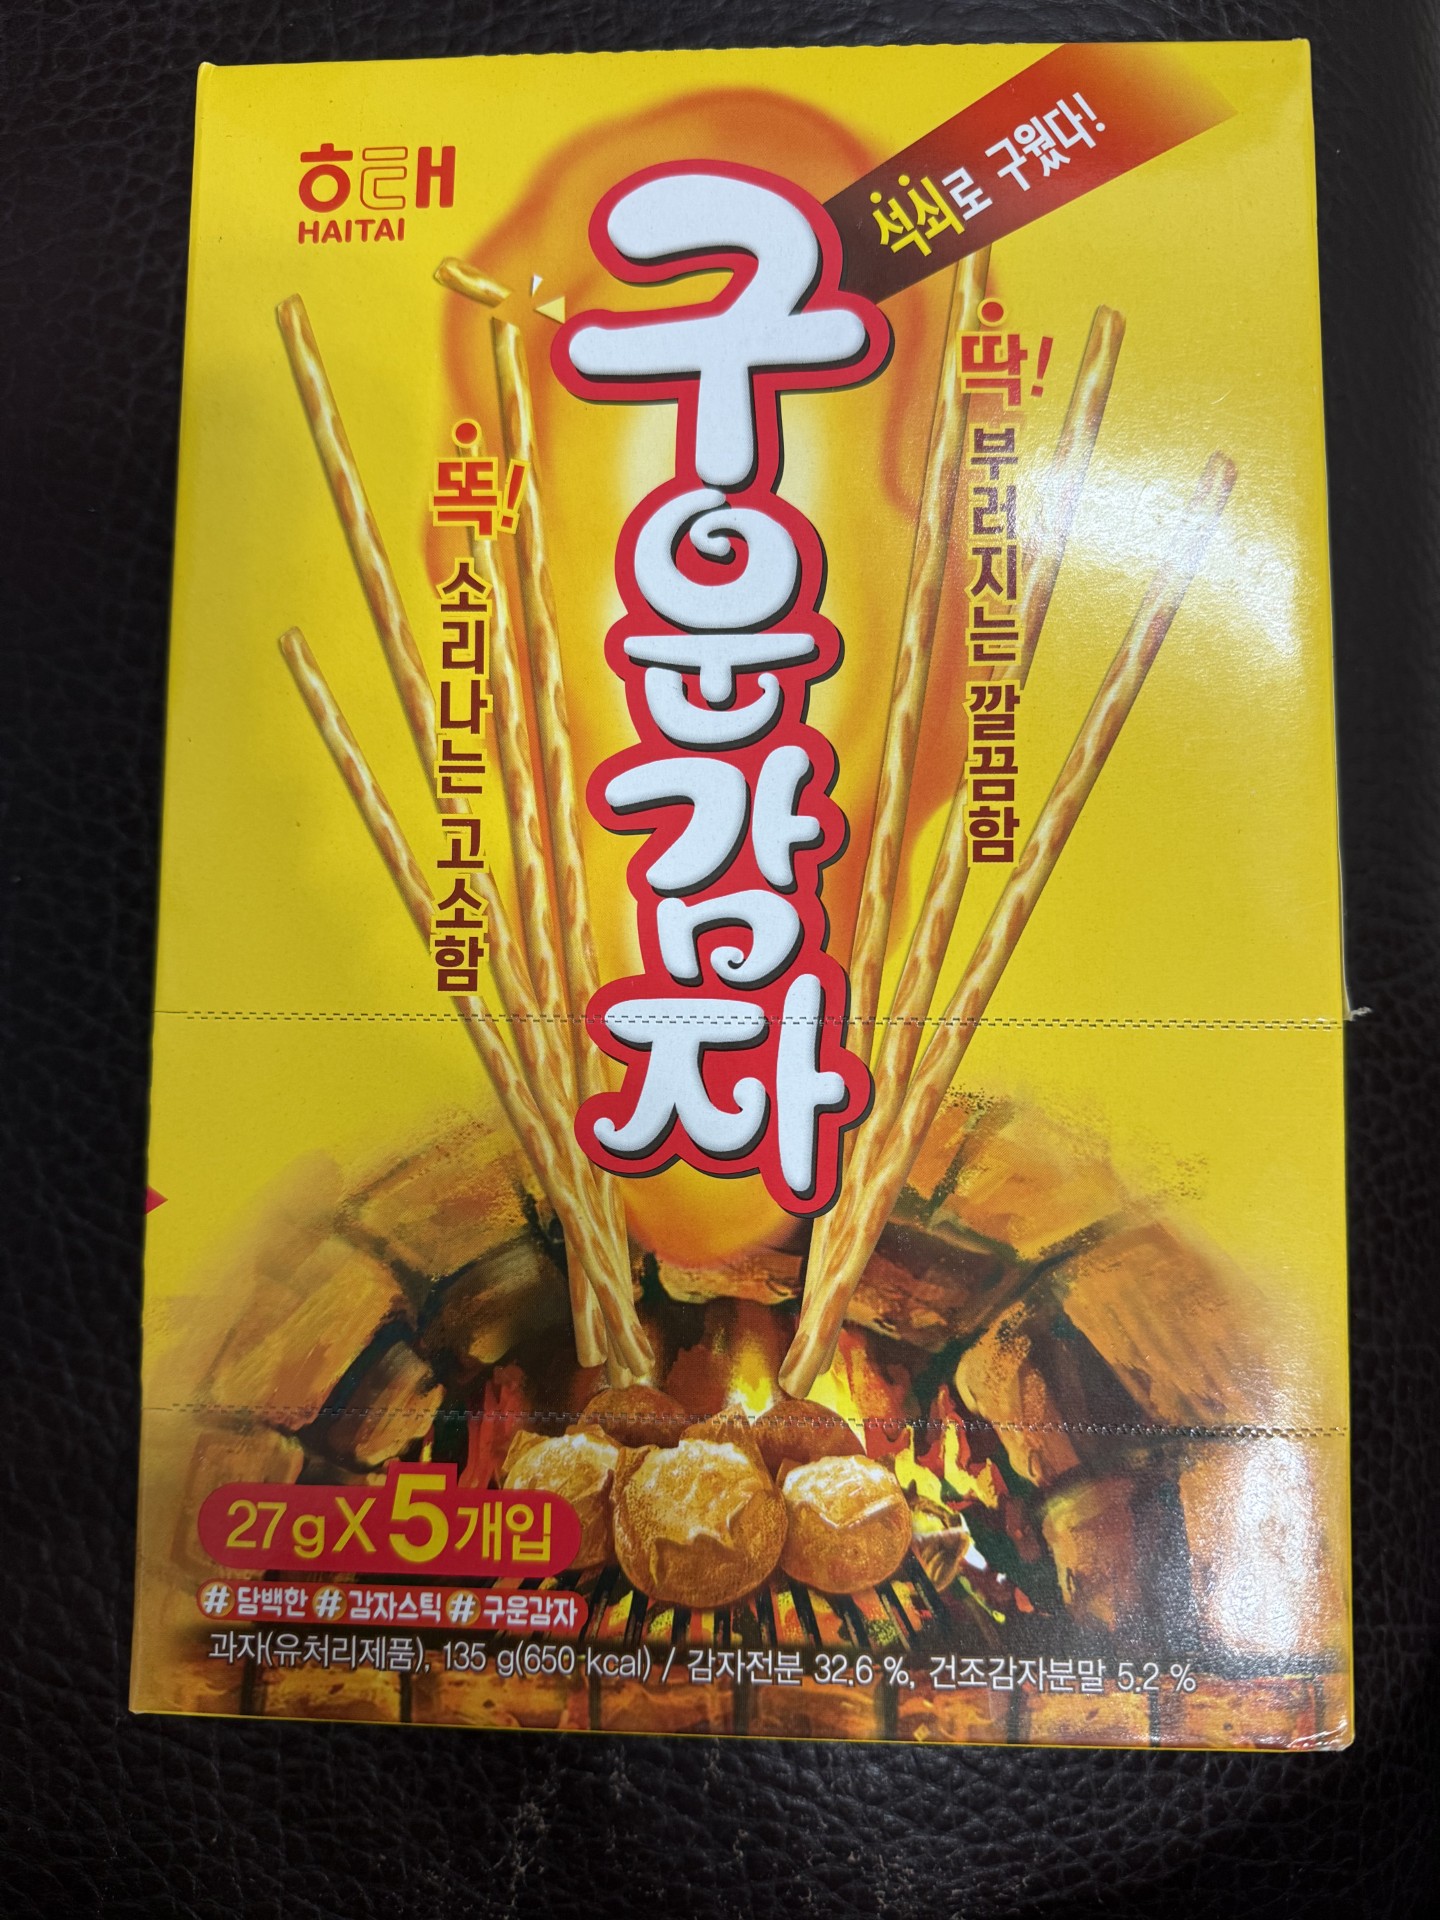 해태
HAITAI
석쇠로 구웠다!
구운감자
똑! 소리나는 고소함
딱! 부러지는 깔끔함
27gX5개입
#담백한 #감자스틱 #구운감자
과자(유처리제품), 135 g(650 kcal) / 감자전분 32.6 %, 건조감자분말 5.2 %